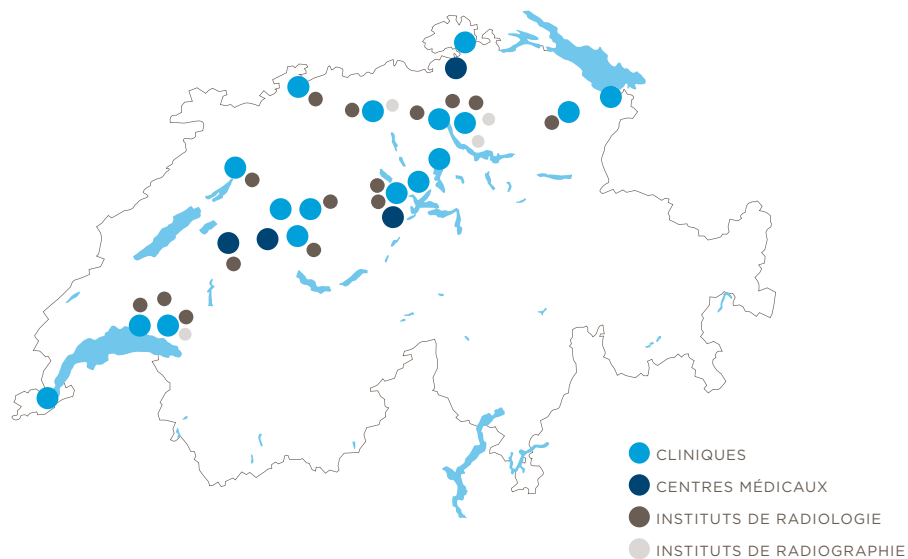 CLINIQUES
CENTRES MÉDICAUX
INSTITUTS DE RADIOLOGIE
INSTITUTS DE RADIOGRAPHIE